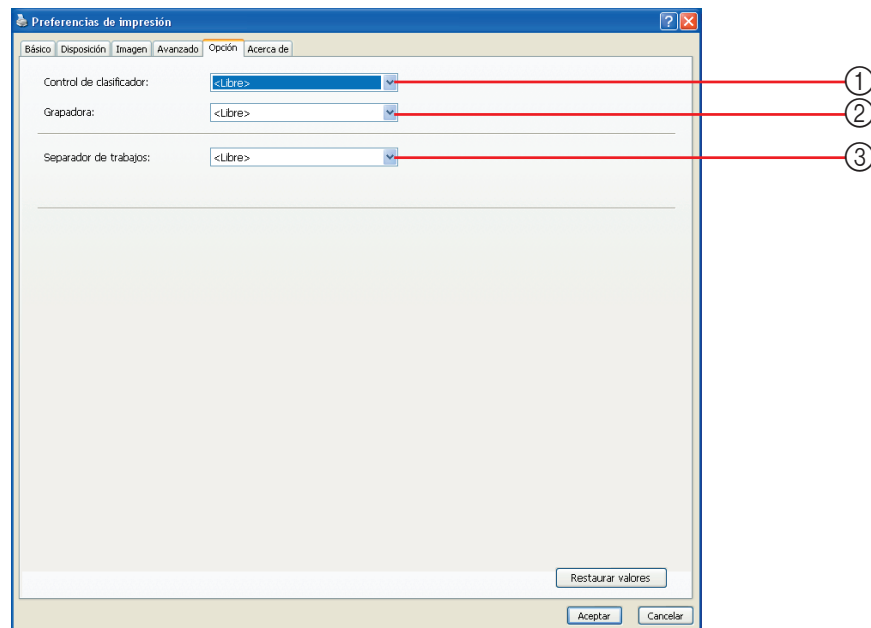 Preferencias de impresión
Básico Disposición Imagen Avanzado Opción Acerca de
Control de clasificador: <Libre> ①
Grapadora: <Libre> ②
Separador de trabajos: <Libre> ③
Restaurar valores
Aceptar Cancelar